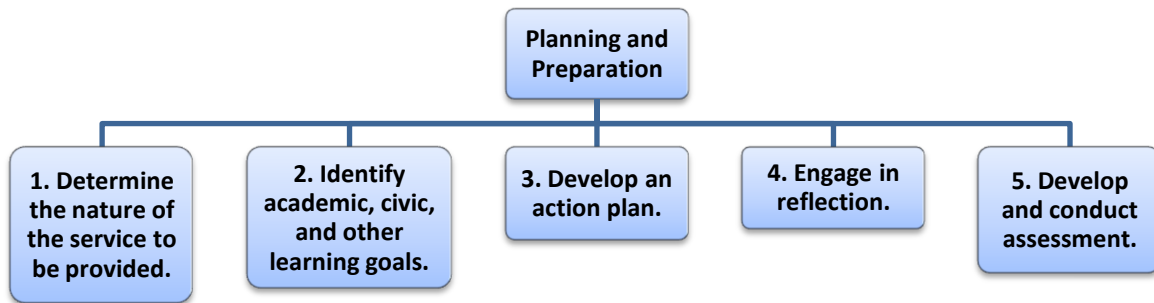 Planning and
Preparation
1. Determine
the nature of
the service to
be provided.
2. Identify
academic, civic,
and other
learning goals.
3. Develop an
action plan.
4. Engage in
reflection.
5. Develop
and conduct
assessment.